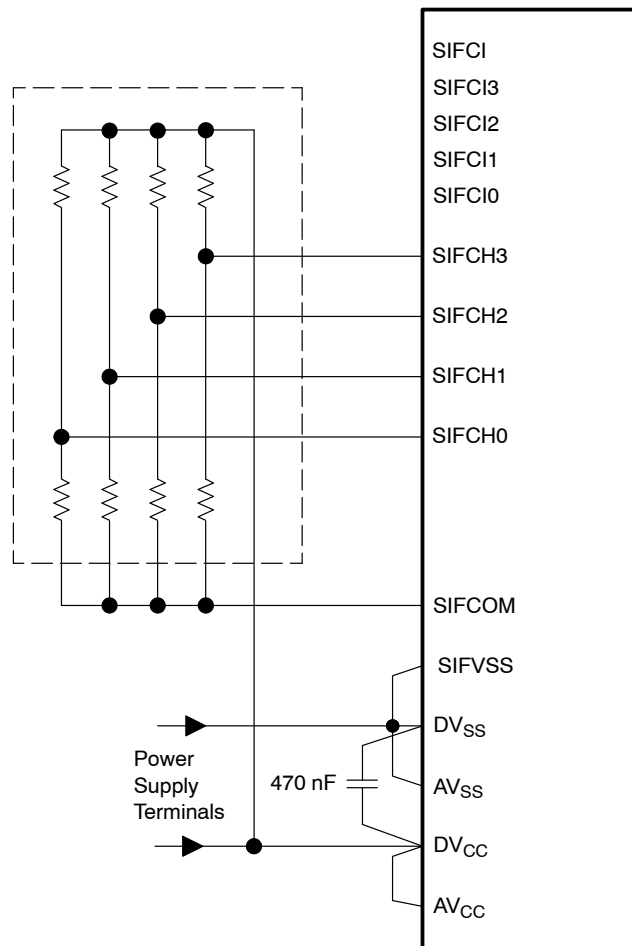 SIFCI
SIFCI3
SIFCI2
SIFCI1
SIFCI0
SIFCH3
SIFCH2
SIFCH1
SIFCH0
SIFCOM
SIFVSS
DVSS
Power
Supply
Terminals
470 nF
AVSS
DVCC
AVCC